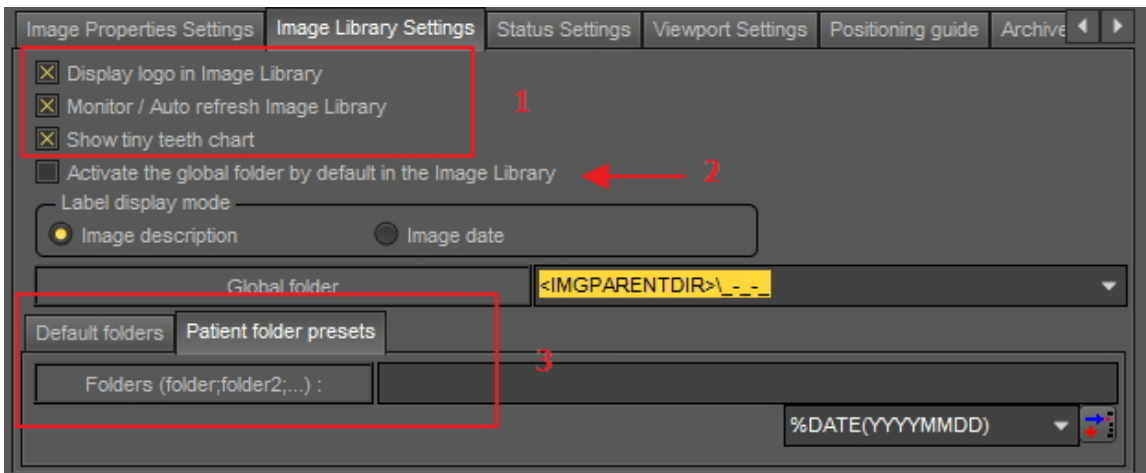 Image Properties Settings Image Library Settings Status Settings Viewport Settings Positioning guide Archive
Display logo in Image Library
Monitor / Auto refresh Image Library
1
Show tiny teeth chart
Activate the global folder by default in the Image Library 2
Label display mode
Image description Image date
Global folder <IMGPARENTDIR>\_-_-_
Default folders Patient folder presets
3
Folders (folder;folder2;...) :
%DATE(YYYYMMDD)